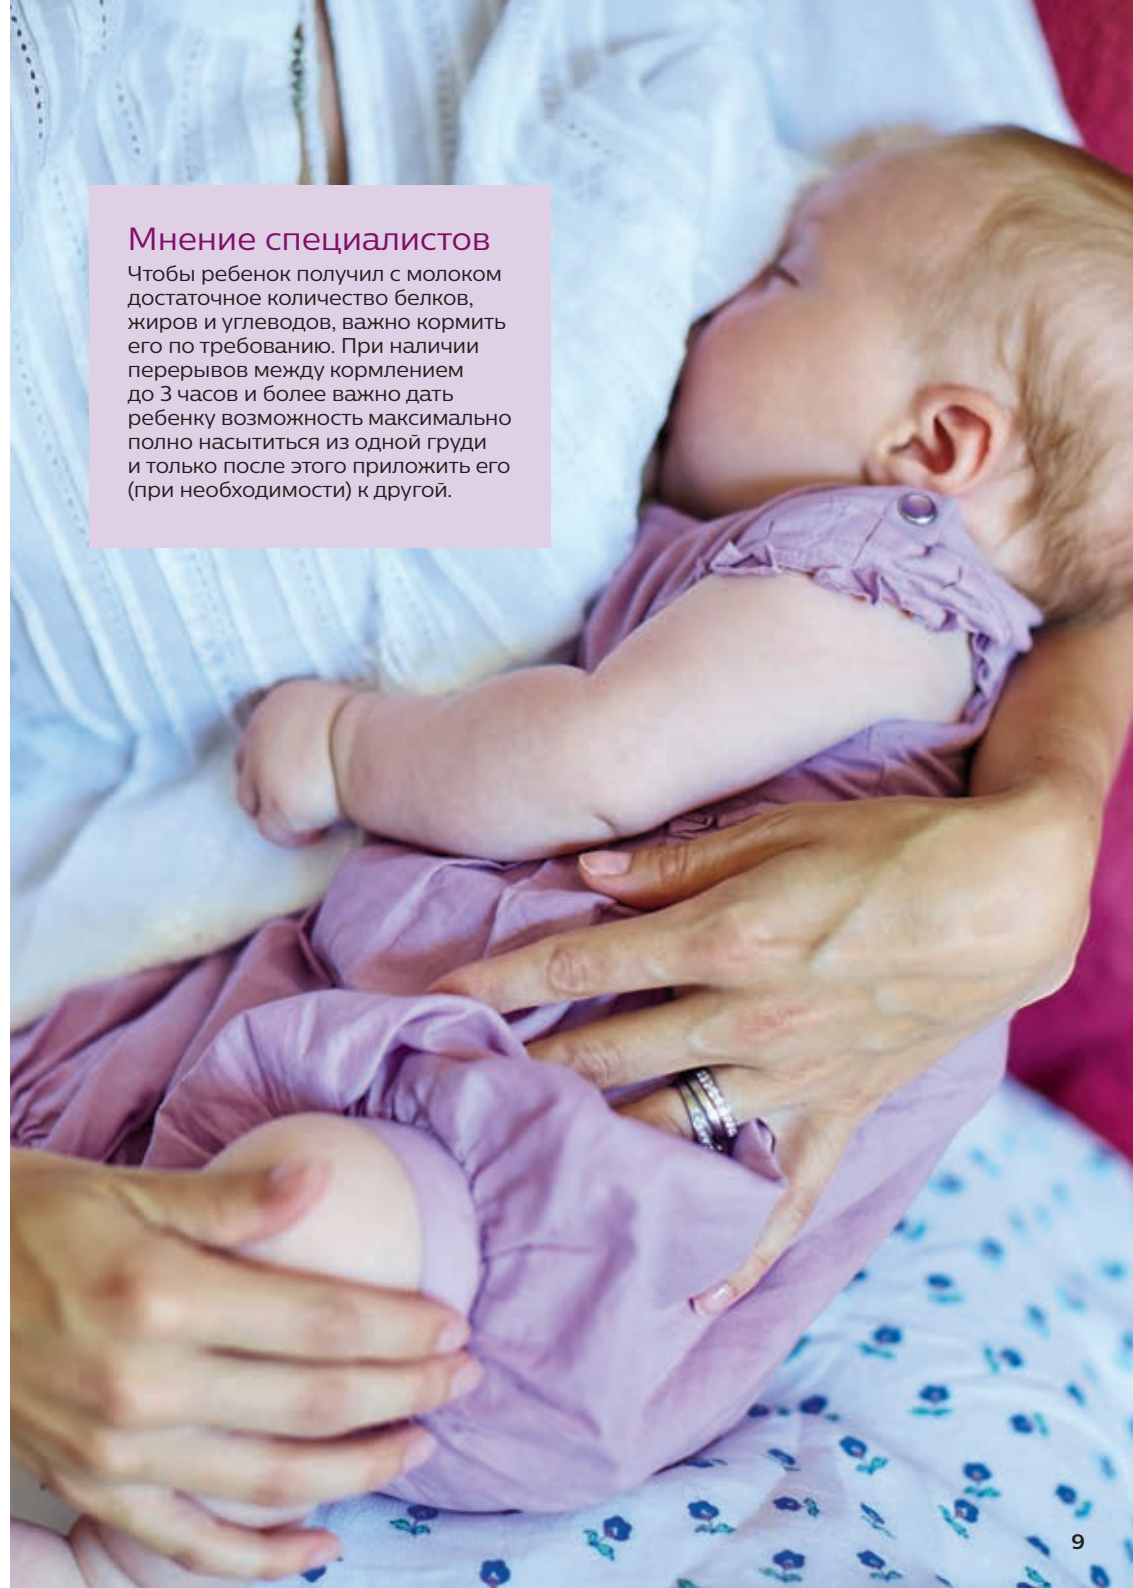 Мнение специалистов
Чтобы ребенок получил с молоком
достаточное количество белков,
жиров и углеводов, важно кормить
его по требованию. При наличии
перерывов между кормлением
до 3 часов и более важно дать
ребенку возможность максимально
полно насытиться из одной груди
и только после этого приложить его
(при необходимости) к другой.
9